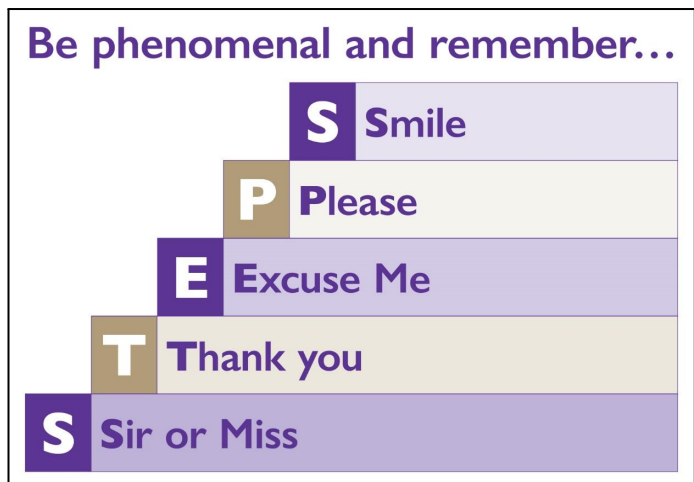 Be phenomenal and remember...
S Smile
P Please
E Excuse Me
T Thank you
S Sir or Miss